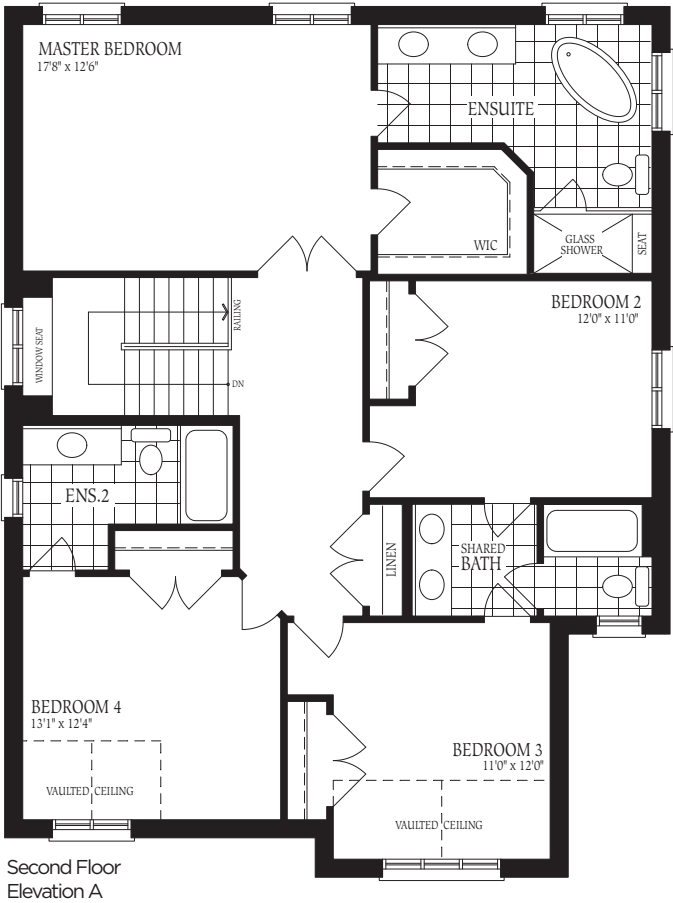 MASTER BEDROOM
17'8" x 12'6"
ENSUITE
WIC
GLASS
SHOWER
SEAT
BEDROOM 2
12'0" x 11'0"
WINDOW SEAT
RAILING
DN
ENS.2
LINEN
SHARED
BATH
BEDROOM 4
13'1" x 12'4"
VAULTED CEILING
BEDROOM 3
11'0" x 12'0"
VAULTED CEILING
Second Floor
Elevation A